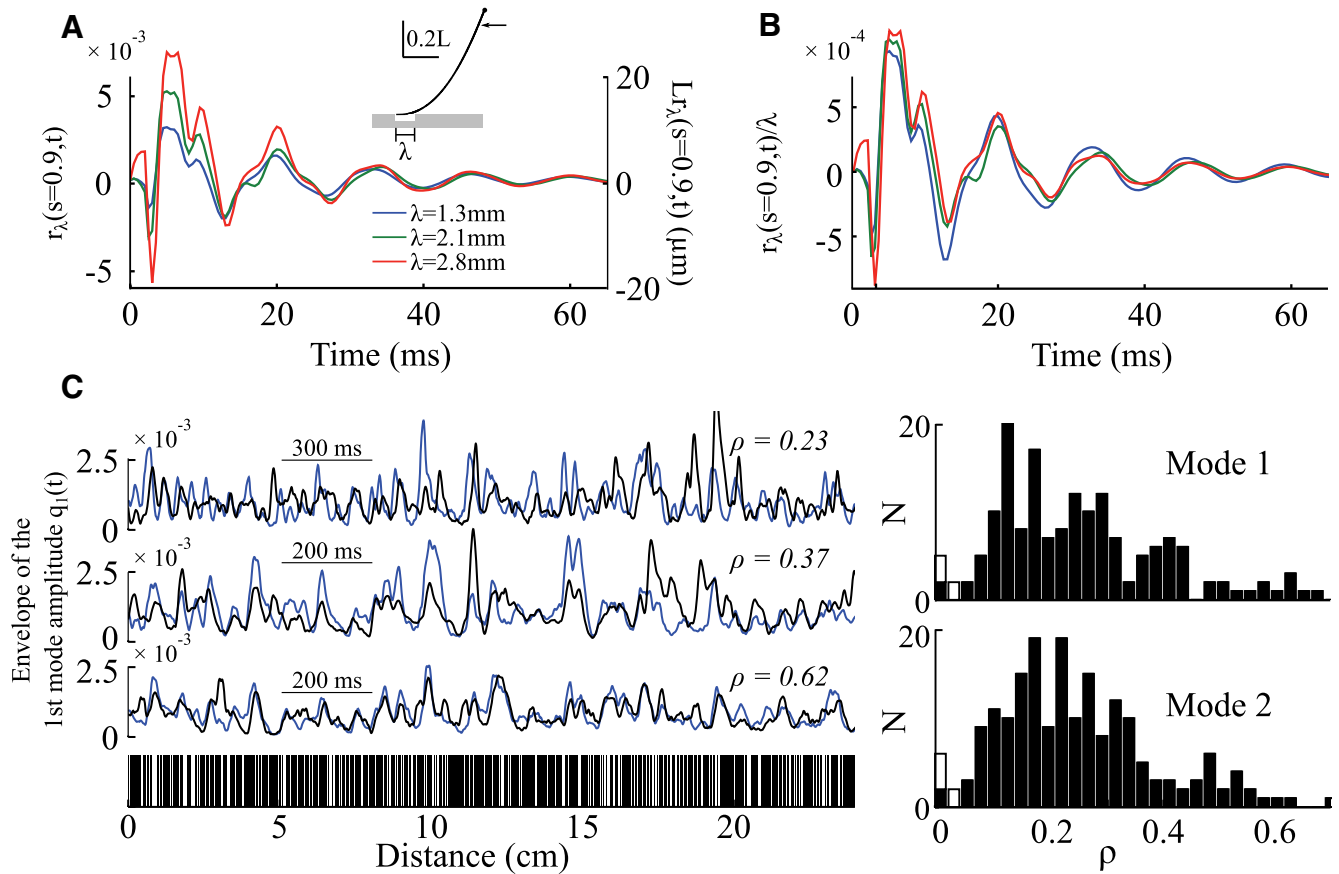 A
× 10⁻³
5
0
-5
r_λ(s=0.9,t)
0.2L
λ
20
0
-20
Lr_λ(s=0.9,t) (μm)
λ=1.3mm
λ=2.1mm
λ=2.8mm
0 20 40 60
Time (ms)
B
× 10⁻⁴
5
0
-5
r_λ(s=0.9,t)/λ
0 20 40 60
Time (ms)
C
Envelope of the
1st mode amplitude q₁(t)
× 10⁻³
2.5
0
300 ms
ρ = 0.23
× 10⁻³
2.5
0
200 ms
ρ = 0.37
× 10⁻³
2.5
0
200 ms
ρ = 0.62
0 5 10 15 20
Distance (cm)
20
0
N
Mode 1
20
0
N
Mode 2
0 0.2 0.4 0.6
ρ